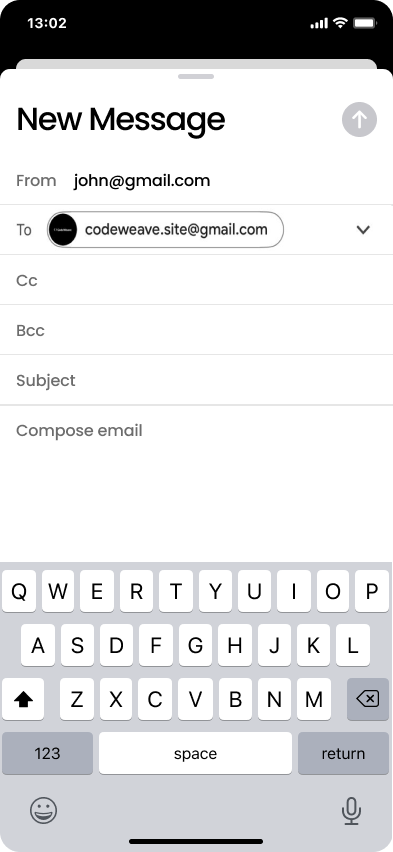 13:02
New Message
From john@gmail.com
To codeweave.site@gmail.com
Cc
Bcc
Subject
Compose email
Q W E R T Y U I O P
A S D F G H J K L
Z X C V B N M
123 space return